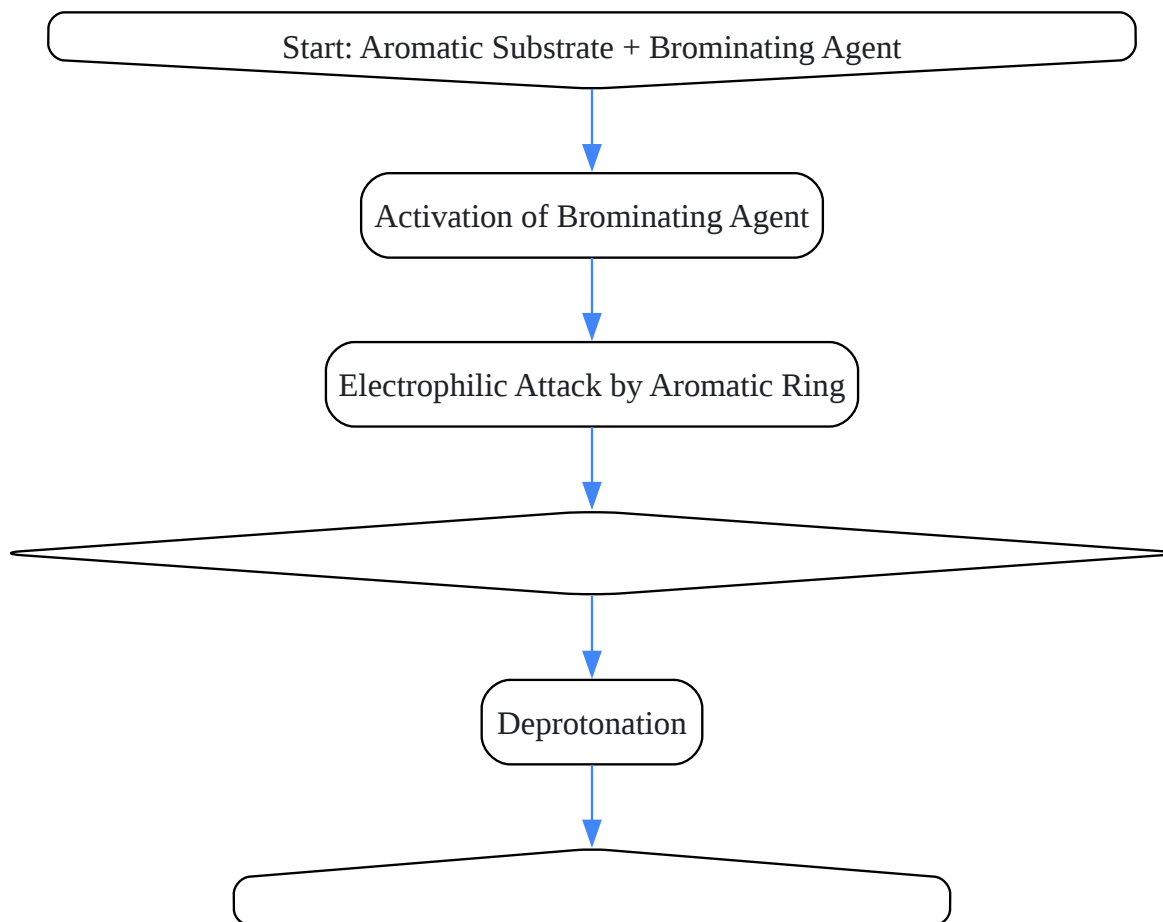 Start: Aromatic Substrate + Brominating Agent
Activation of Brominating Agent
Electrophilic Attack by Aromatic Ring
Deprotonation